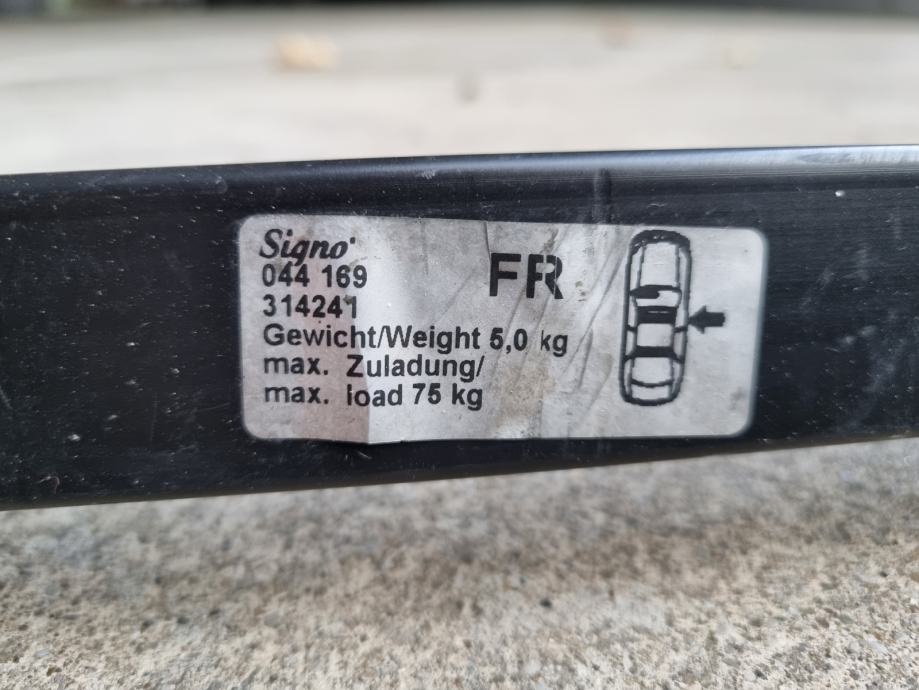 Signo
044 169
314241
FR
Gewicht/Weight 5,0 kg
max. Zuladung/
max. load 75 kg